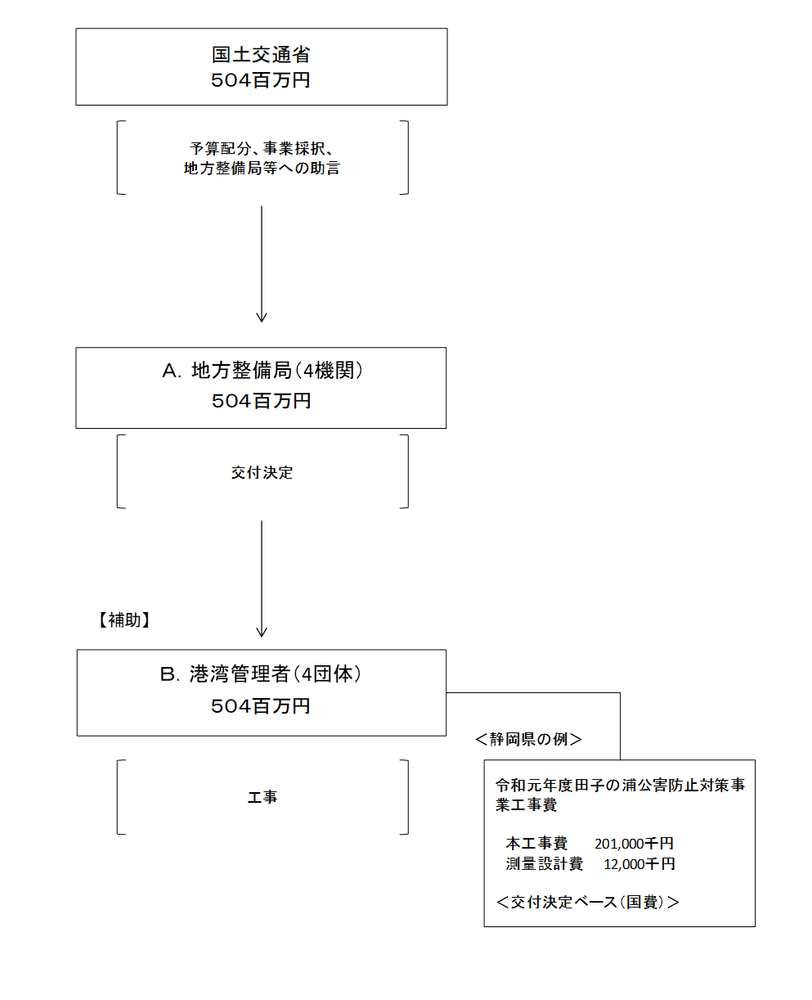 国土交通省
504百万円
予算配分、事業採択、
地方整備局等への助言
A. 地方整備局(4機関)
504百万円
交付決定
【補助】
B. 港湾管理者(4団体)
504百万円
＜静岡県の例＞
工事
令和元年度田子の浦公害防止対策事
業工事費
本工事費 201,000千円
測量設計費 12,000千円
＜交付決定ベース(国費)＞